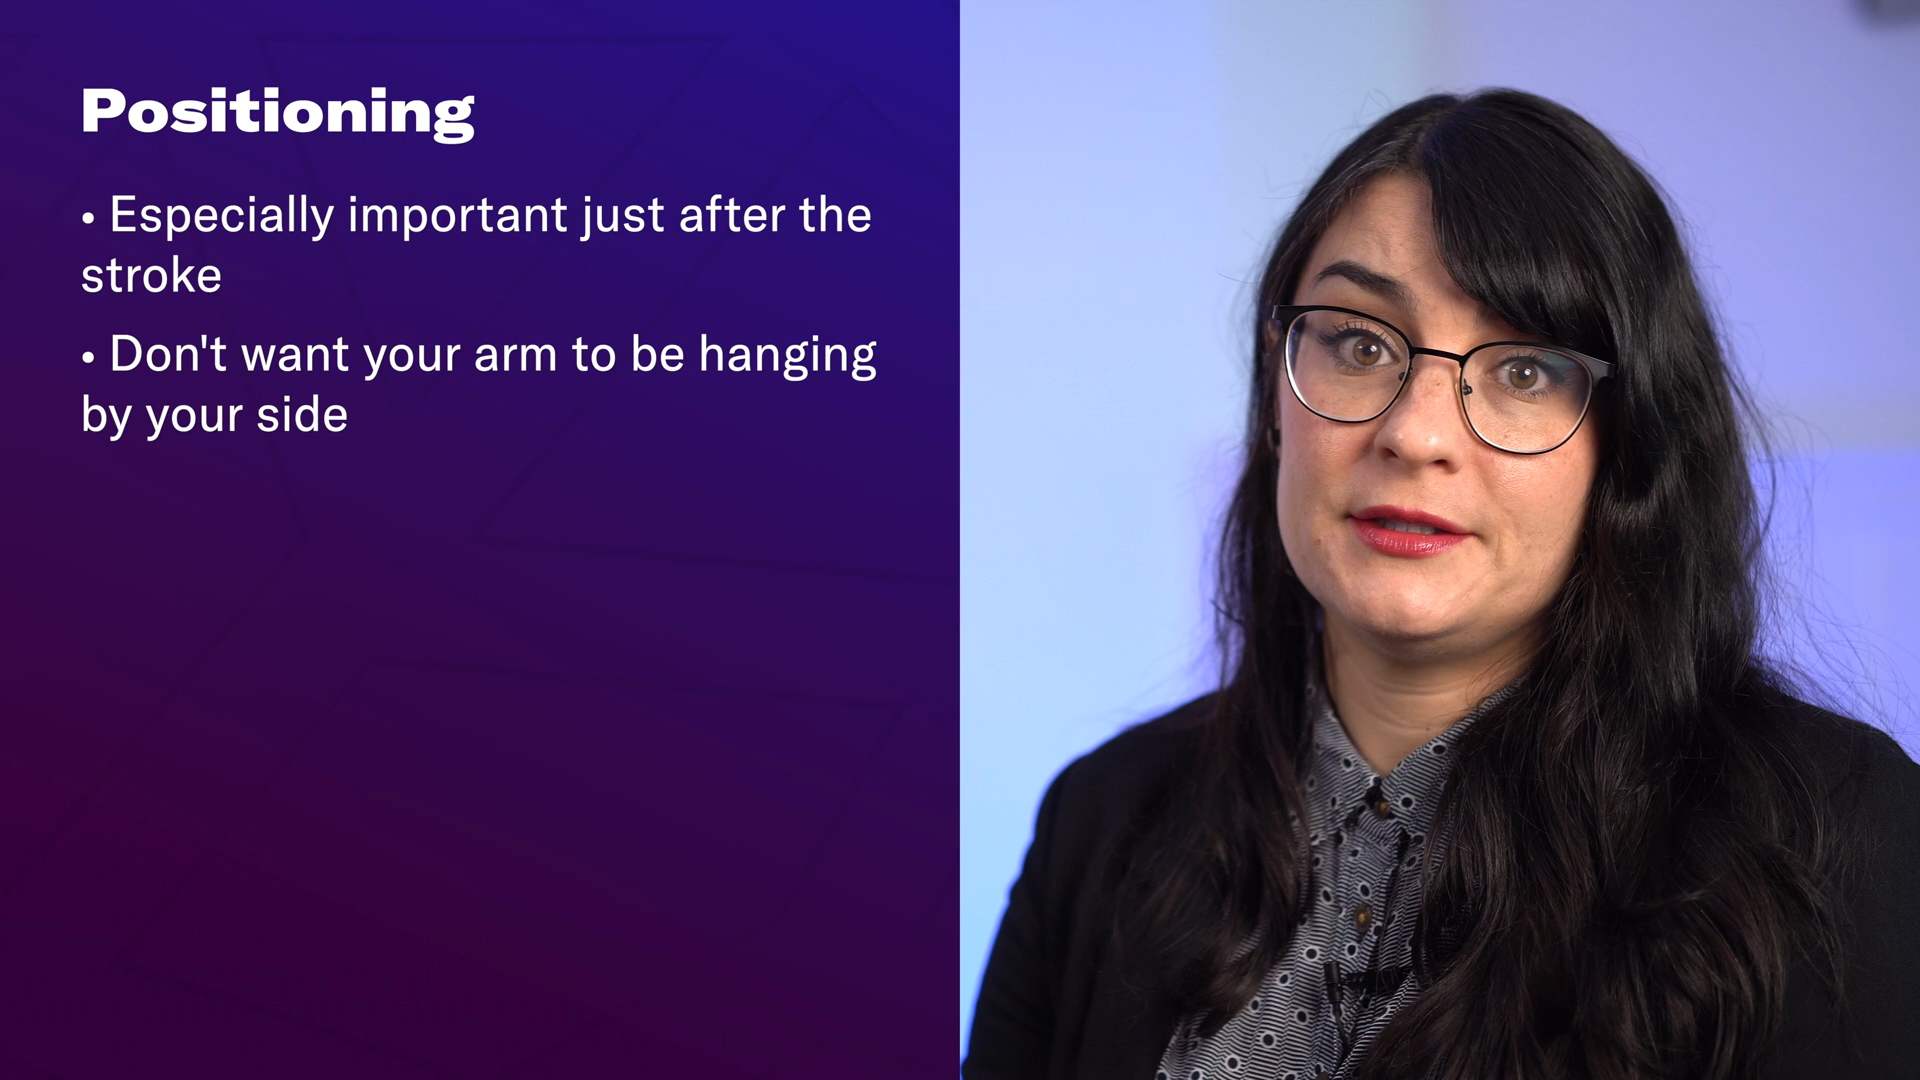 Positioning
• Especially important just after the
stroke
• Don't want your arm to be hanging
by your side